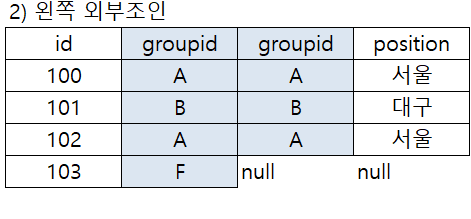 2) 왼쪽 외부조인
id groupid groupid position
100 A A 서울
101 B B 대구
102 A A 서울
103 F null null